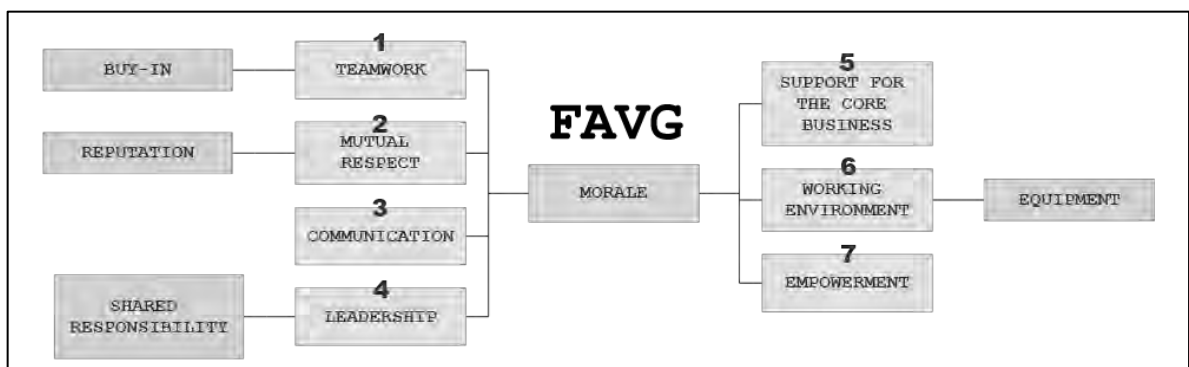 BUY-IN
1
TEAMWORK
REPUTATION
2
MUTUAL
RESPECT
3
COMMUNICATION
SHARED
RESPONSIBILITY
4
LEADERSHIP
FAVG
MORALE
5
SUPPORT FOR
THE CORE
BUSINESS
6
WORKING
ENVIRONMENT
EQUIPMENT
7
EMPOWERMENT